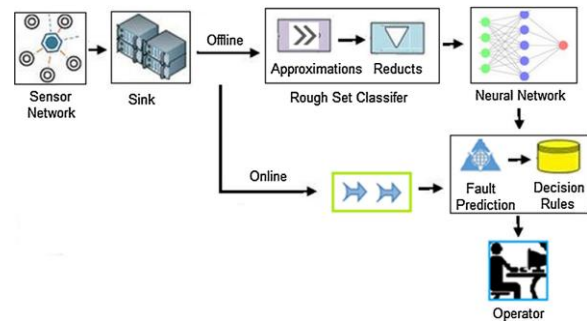 Sensor
Network
Sink
Offline
Approximations
Reducts
Rough Set Classifer
Neural Network
Online
Fault
Prediction
Decision
Rules
Operator